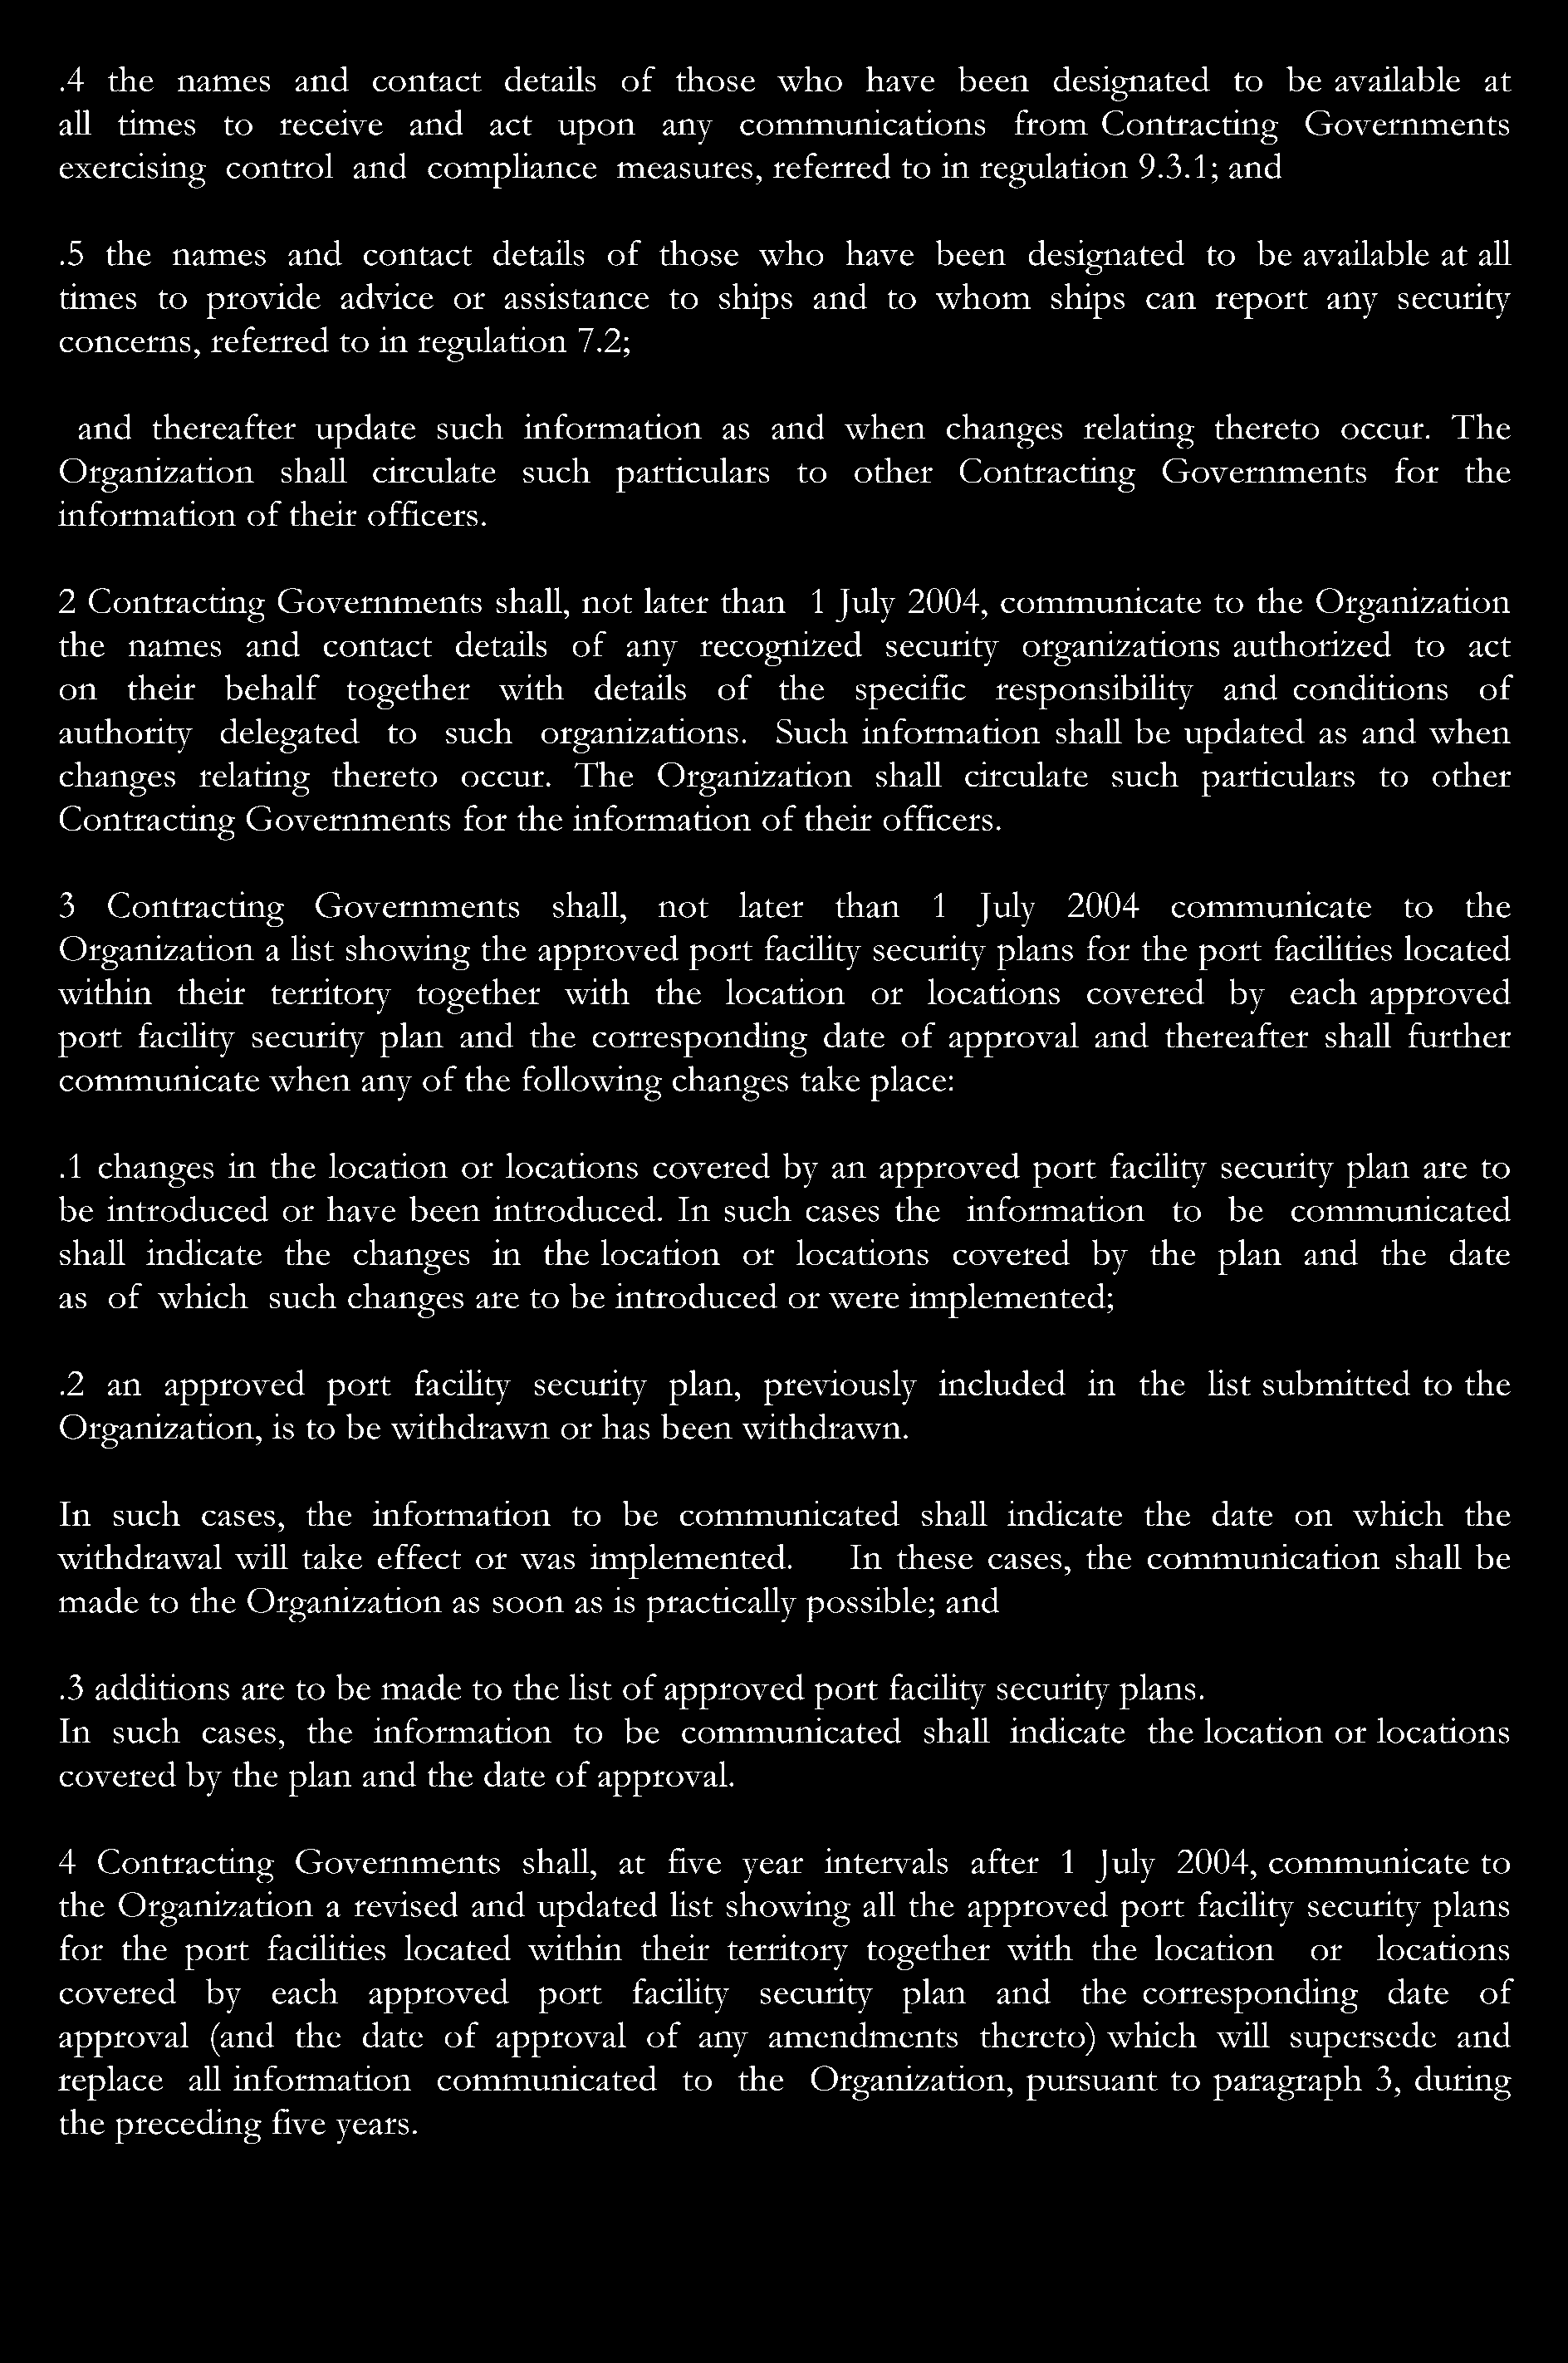 .4 the names and contact details of those who have been designated to be available at
all times to receive and act upon any communications from Contracting Governments
exercising control and compliance measures, referred to in regulation 9.3.1; and
.5 the names and contact details of those who have been designated to be available at all
times to provide advice or assistance to ships and to whom ships can report any security
concerns, referred to in regulation 7.2;
and thereafter update such information as and when changes relating thereto occur. The
Organization shall circulate such particulars to other Contracting Governments for the
information of their officers.
2 Contracting Governments shall, not later than 1 July 2004, communicate to the Organization
the names and contact details of any recognized security organizations authorized to act
on their behalf together with details of the specific responsibility and conditions of
authority delegated to such organizations. Such information shall be updated as and when
changes relating thereto occur. The Organization shall circulate such particulars to other
Contracting Governments for the information of their officers.
3 Contracting Governments shall, not later than 1 July 2004 communicate to the
Organization a list showing the approved port facility security plans for the port facilities located
within their territory together with the location or locations covered by each approved
port facility security plan and the corresponding date of approval and thereafter shall further
communicate when any of the following changes take place:
.1 changes in the location or locations covered by an approved port facility security plan are to
be introduced or have been introduced. In such cases the information to be communicated
shall indicate the changes in the location or locations covered by the plan and the date
as of which such changes are to be introduced or were implemented;
.2 an approved port facility security plan, previously included in the list submitted to the
Organization, is to be withdrawn or has been withdrawn.
In such cases, the information to be communicated shall indicate the date on which the
withdrawal will take effect or was implemented. In these cases, the communication shall be
made to the Organization as soon as is practically possible; and
.3 additions are to be made to the list of approved port facility security plans.
In such cases, the information to be communicated shall indicate the location or locations
covered by the plan and the date of approval.
4 Contracting Governments shall, at five year intervals after 1 July 2004, communicate to
the Organization a revised and updated list showing all the approved port facility security plans
for the port facilities located within their territory together with the location or locations
covered by each approved port facility security plan and the corresponding date of
approval (and the date of approval of any amendments thereto) which will supersede and
replace all information communicated to the Organization, pursuant to paragraph 3, during
the preceding five years.